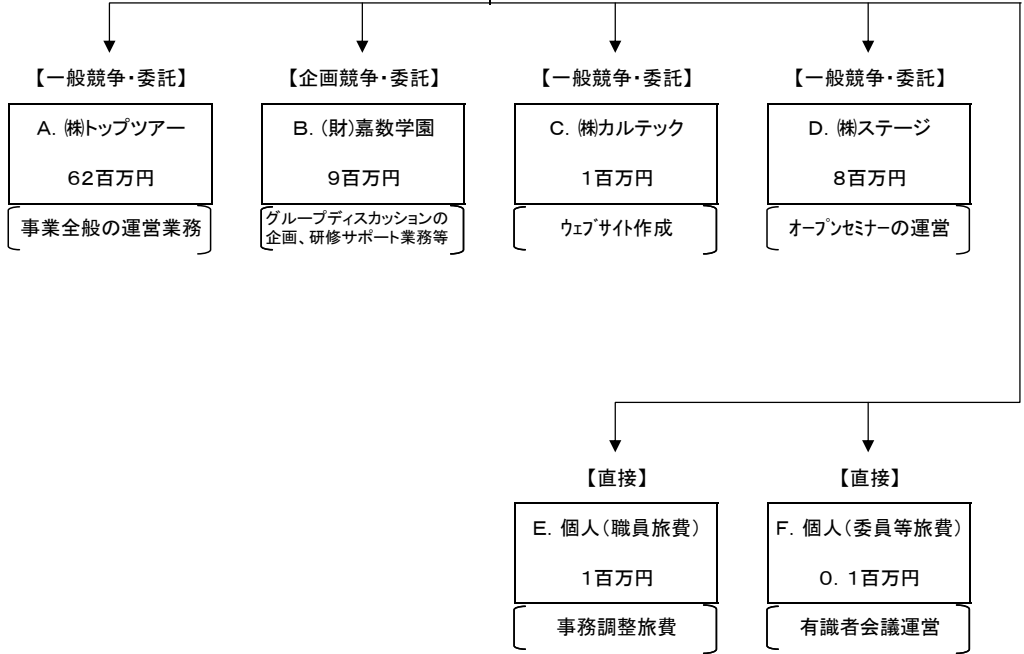 【一般競争・委託】
A. ㈱トップツアー
62百万円
事業全般の運営業務
【企画競争・委託】
B. (財)嘉数学園
9百万円
グループディスカッションの
企画、研修サポート業務等
【一般競争・委託】
C. ㈱カルテック
1百万円
ウェブサイト作成
【一般競争・委託】
D. ㈱ステージ
8百万円
オープンセミナーの運営
【直接】
E. 個人(職員旅費)
1百万円
事務調整旅費
【直接】
F. 個人(委員等旅費)
0. 1百万円
有識者会議運営